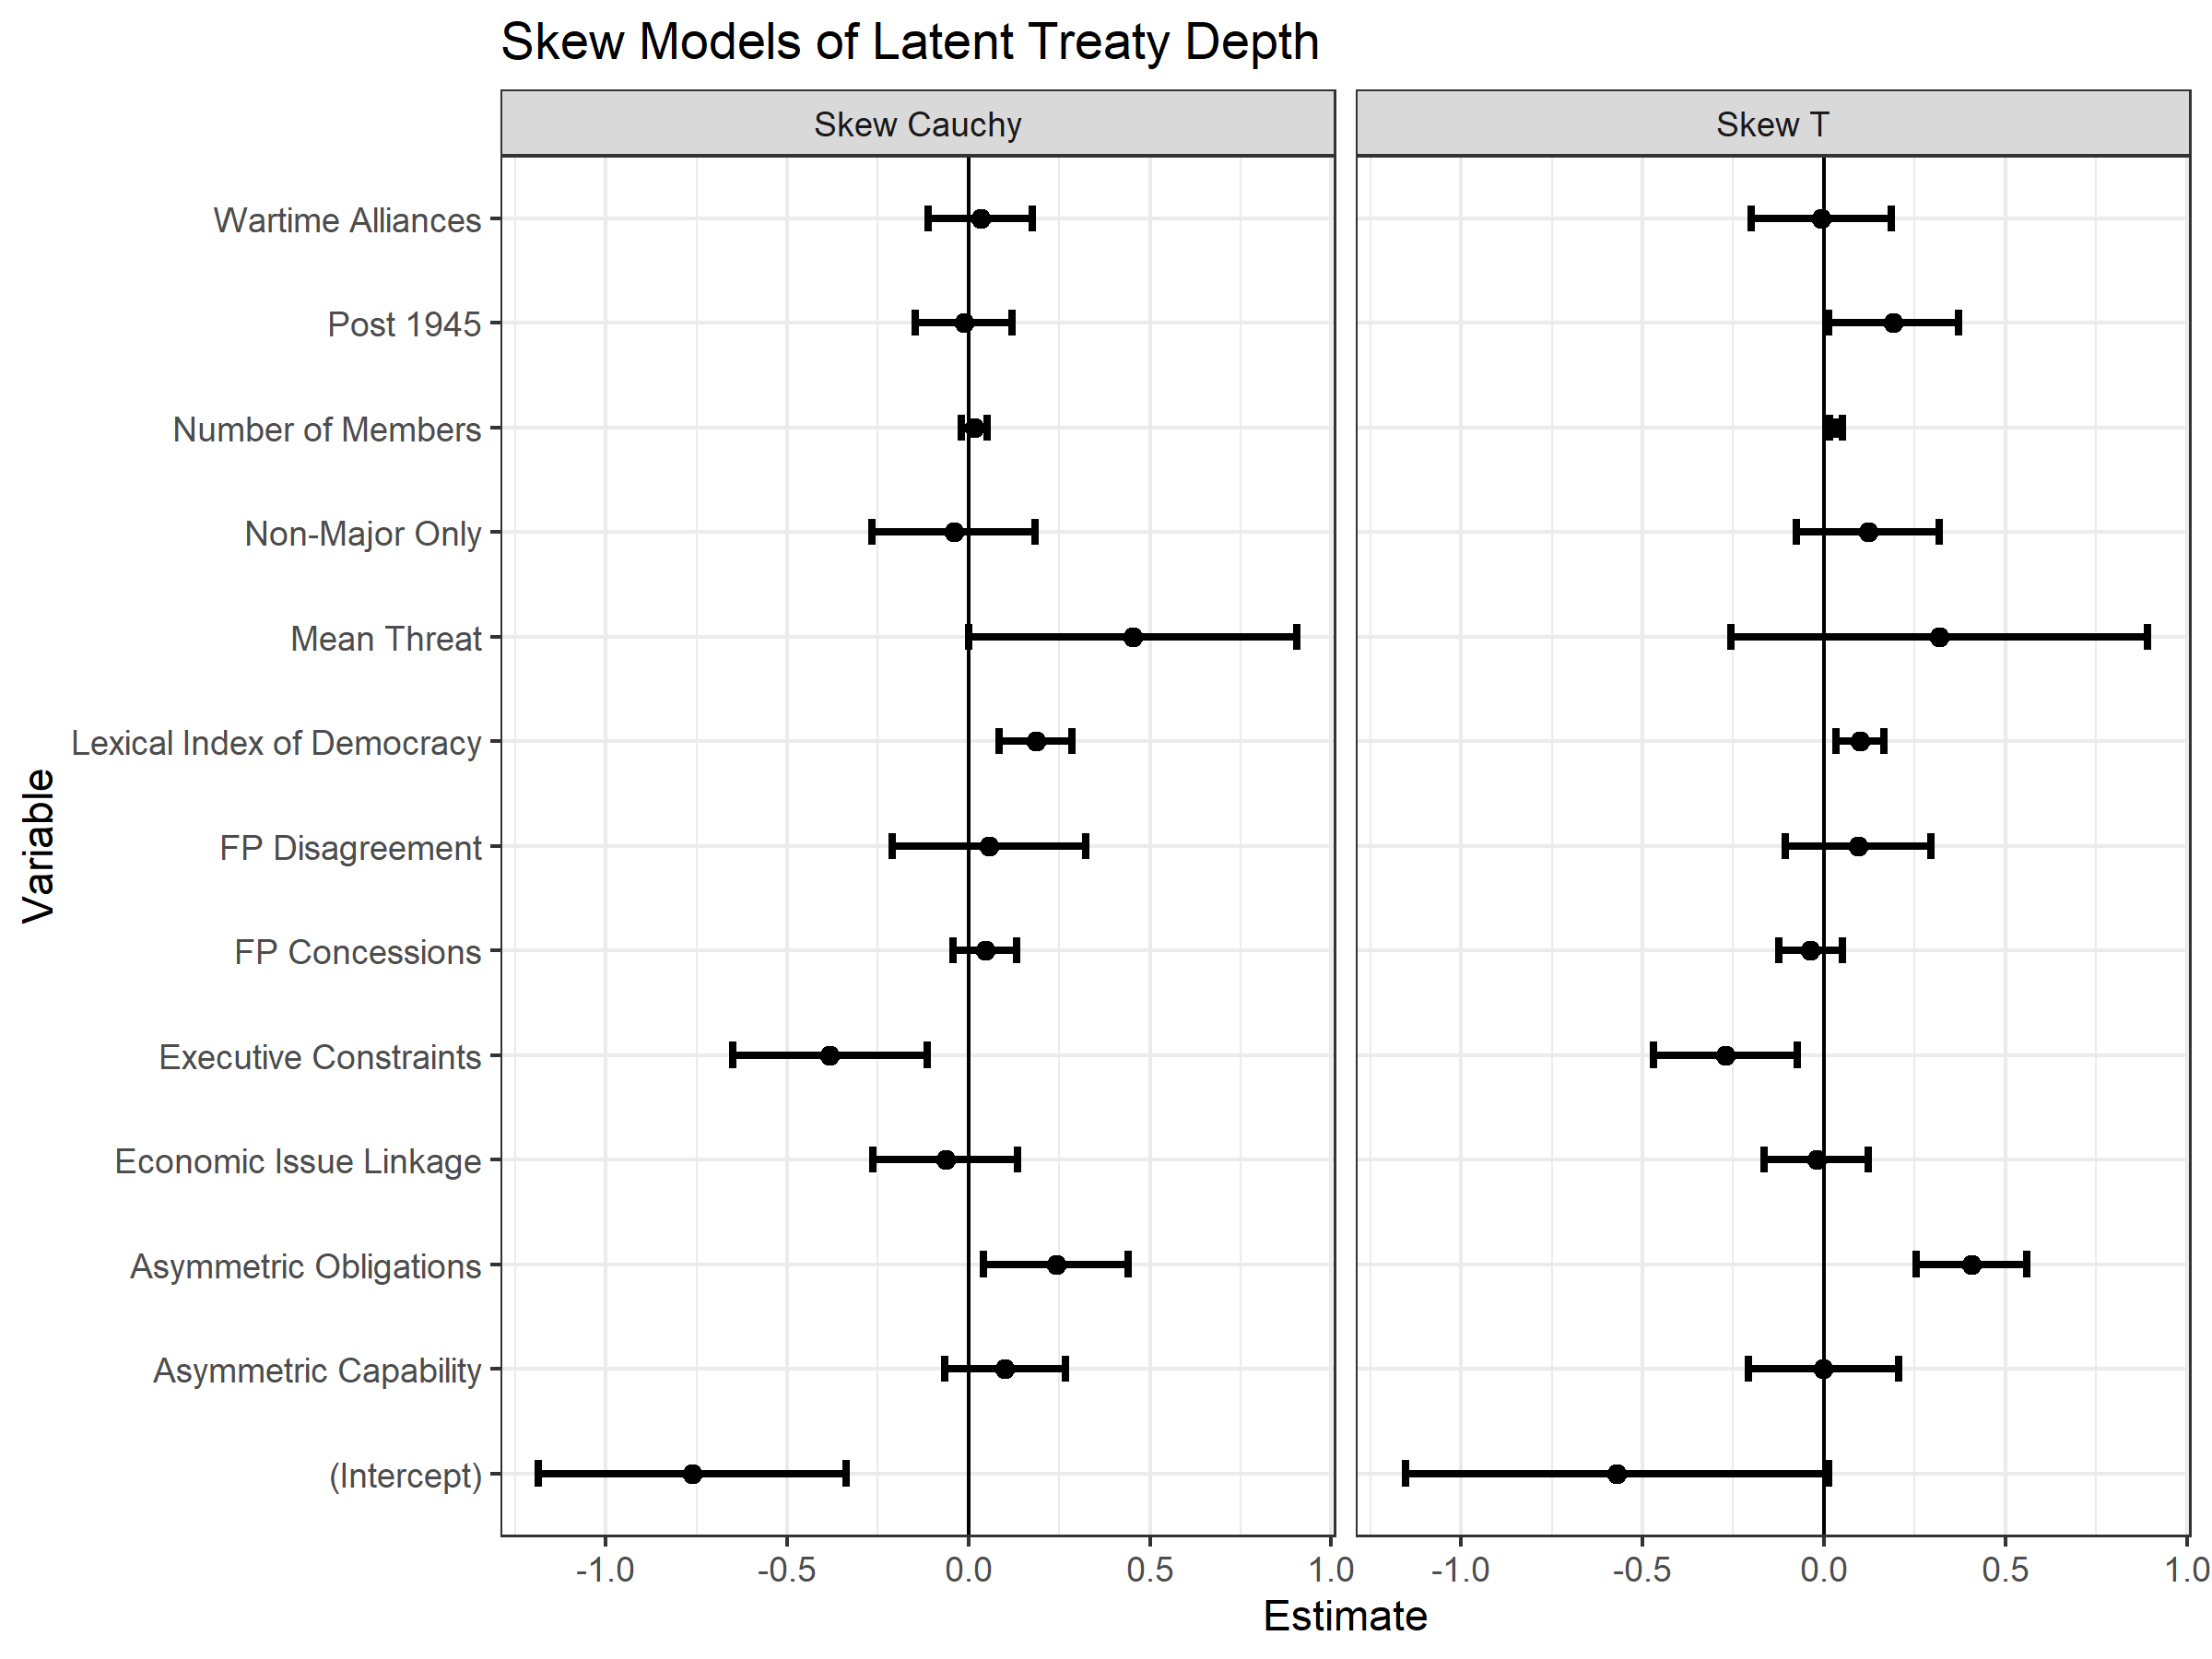 Skew Models of Latent Treaty Depth
Skew Cauchy
Skew T
Variable
Wartime Alliances
Post 1945
Number of Members
Non-Major Only
Mean Threat
Lexical Index of Democracy
FP Disagreement
FP Concessions
Executive Constraints
Economic Issue Linkage
Asymmetric Obligations
Asymmetric Capability
(Intercept)
-1.0 -0.5 0.0 0.5 1.0
-1.0 -0.5 0.0 0.5 1.0
Estimate